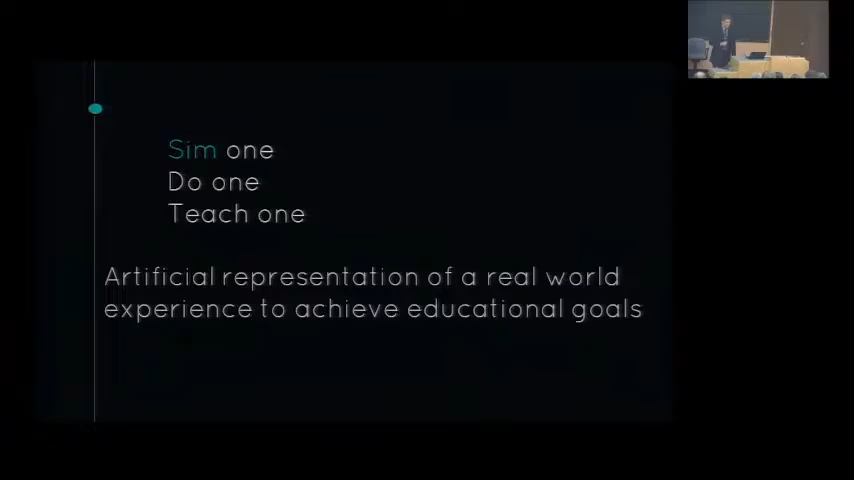 Sim one
Do one
Teach one
Artificial representation of a real world
experience to achieve educational goals